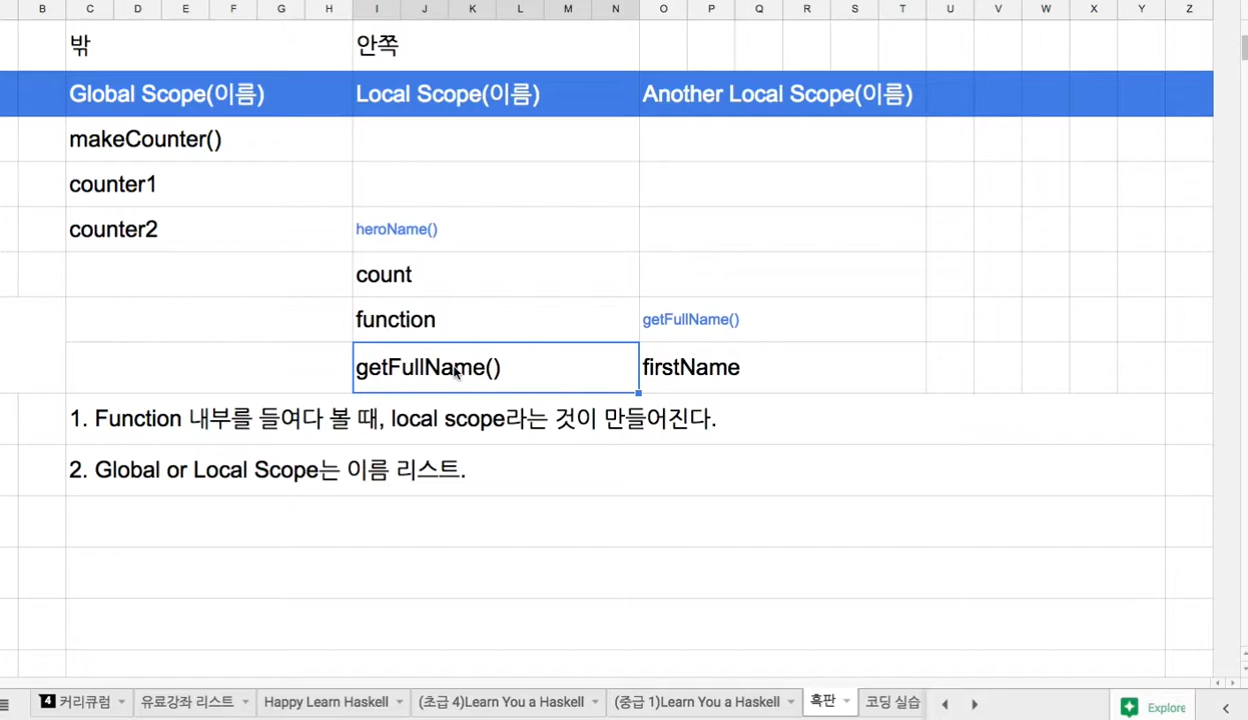 B C D E F G H I J K L M N O P Q R S T U V W X Y Z
밖 안쪽
Global Scope(이름) Local Scope(이름) Another Local Scope(이름)
makeCounter()
counter1
counter2 heroName()
count
function getFullName()
getFullName() firstName
1. Function 내부를 들여다 볼 때, local scope라는 것이 만들어진다.
2. Global or Local Scope는 이름 리스트.
4 커리큘럼 유료강좌 리스트 Happy Learn Haskell (초급 4)Learn You a Haskell (중급 1)Learn You a Haskell 흑판 코딩 실습 Explore